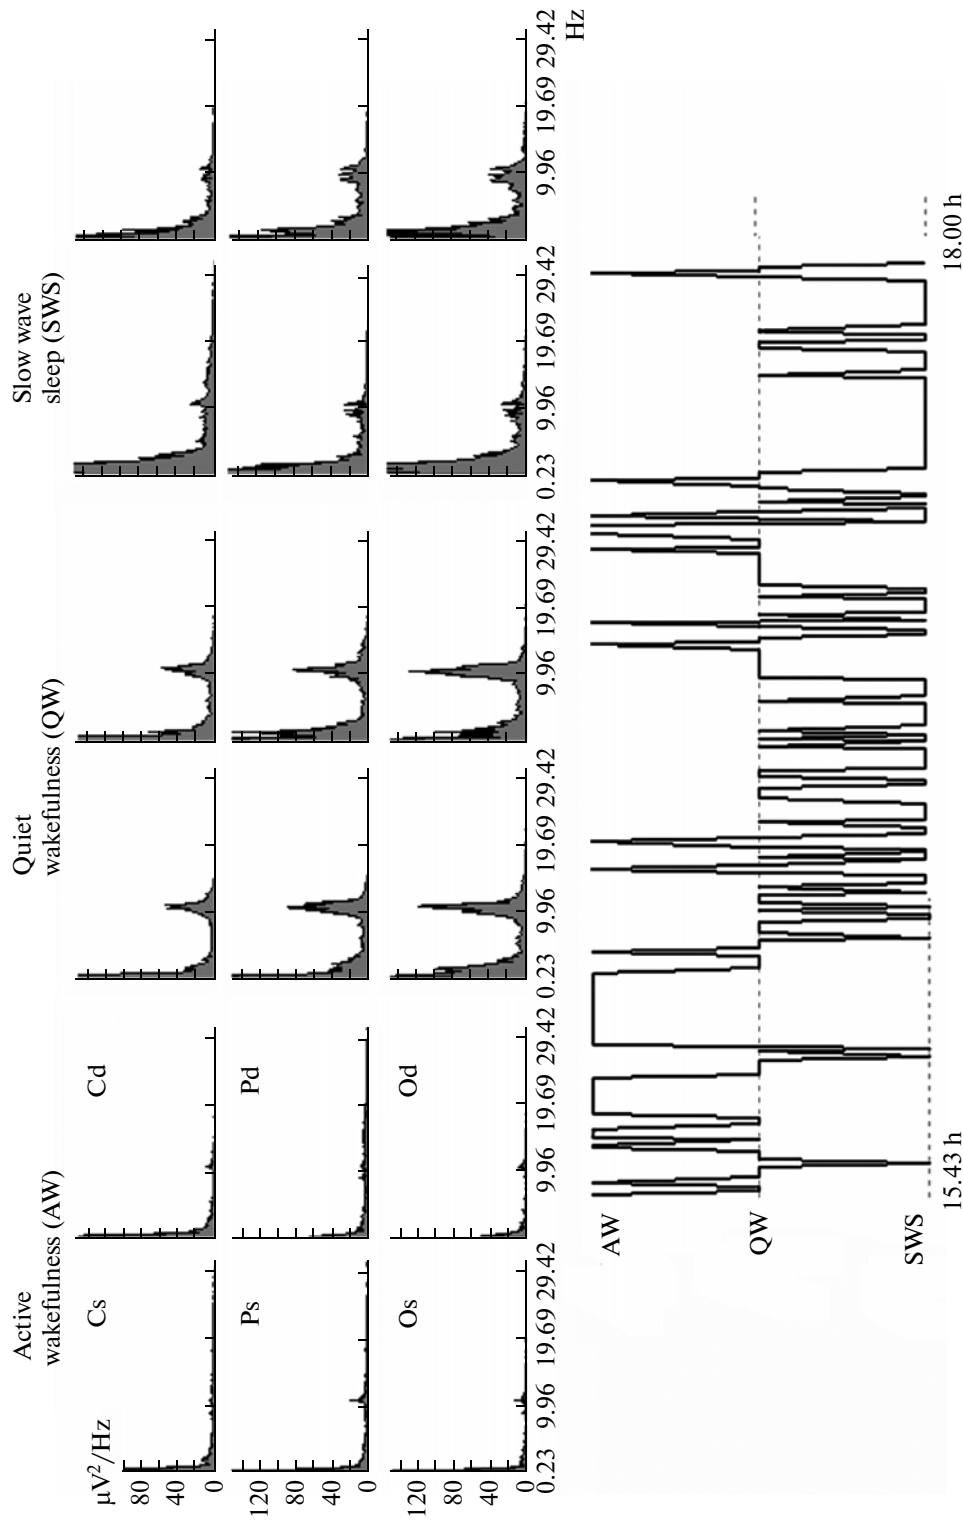 Active
wakefulness (AW)
Quiet
wakefulness (QW)
Slow wave
sleep (SWS)
μV²/Hz
80
40
0
Cs
Cd
120
80
40
0
Ps
Pd
120
80
40
0
Os
Od
0.23 9.96 19.69 29.42
9.96 19.69 29.42
0.23 9.96 19.69 29.42
9.96 19.69 29.42
0.23 9.96 19.69 29.42
9.96 19.69 29.42
Hz
AW
QW
SWS
15.43 h
18.00 h